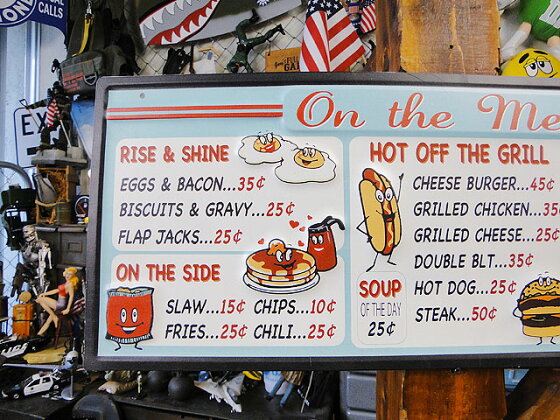 CALLS
EX
On the Me
RISE & SHINE
EGGS & BACON...35¢
BISCUITS & GRAVY...25¢
FLAP JACKS...25¢
ON THE SIDE
SLAW...15¢ CHIPS...10¢
FRIES...25¢ CHILI...25¢
HOT OFF THE GRILL
CHEESE BURGER...45¢
GRILLED CHICKEN...35
GRILLED CHEESE...25¢
DOUBLE BLT...35¢
HOT DOG...25¢
STEAK...50¢
SOUP
OF THE DAY
25¢